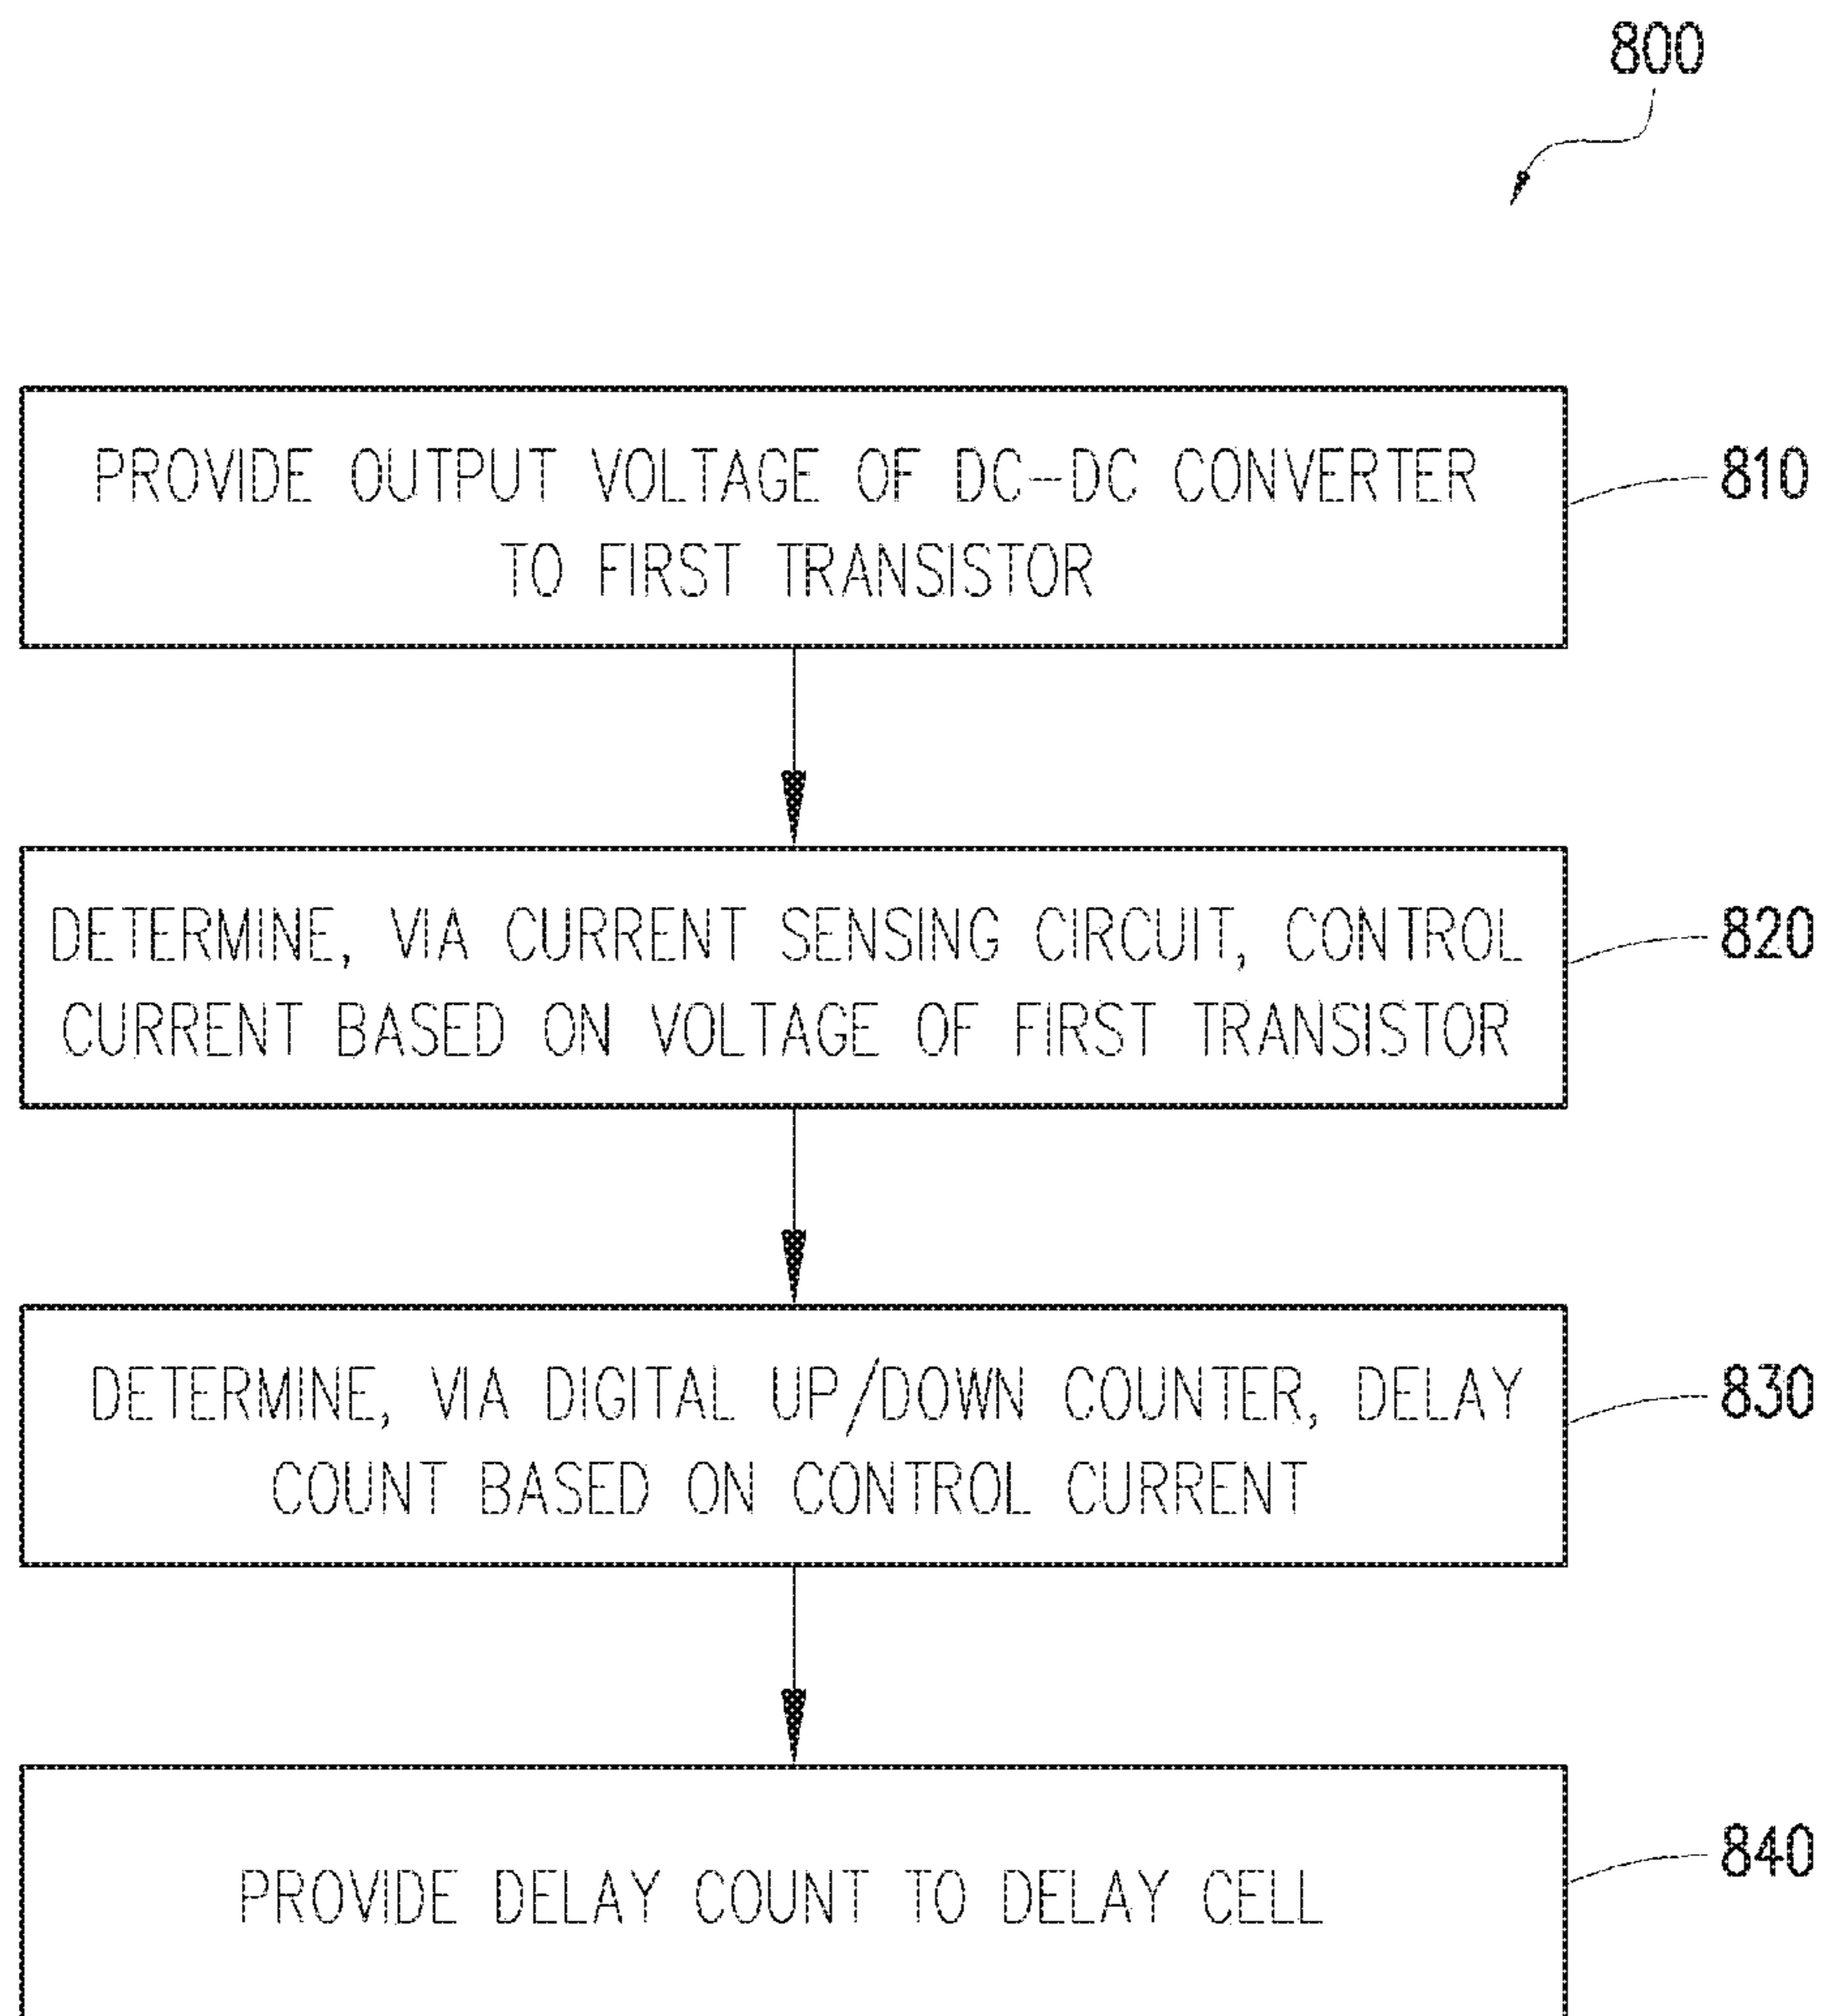 800
PROVIDE OUTPUT VOLTAGE OF DC-DC CONVERTER
TO FIRST TRANSISTOR
810
DETERMINE, VIA CURRENT SENSING CIRCUIT, CONTROL
CURRENT BASED ON VOLTAGE OF FIRST TRANSISTOR
820
DETERMINE, VIA DIGITAL UP/DOWN COUNTER, DELAY
COUNT BASED ON CONTROL CURRENT
830
PROVIDE DELAY COUNT TO DELAY CELL
840